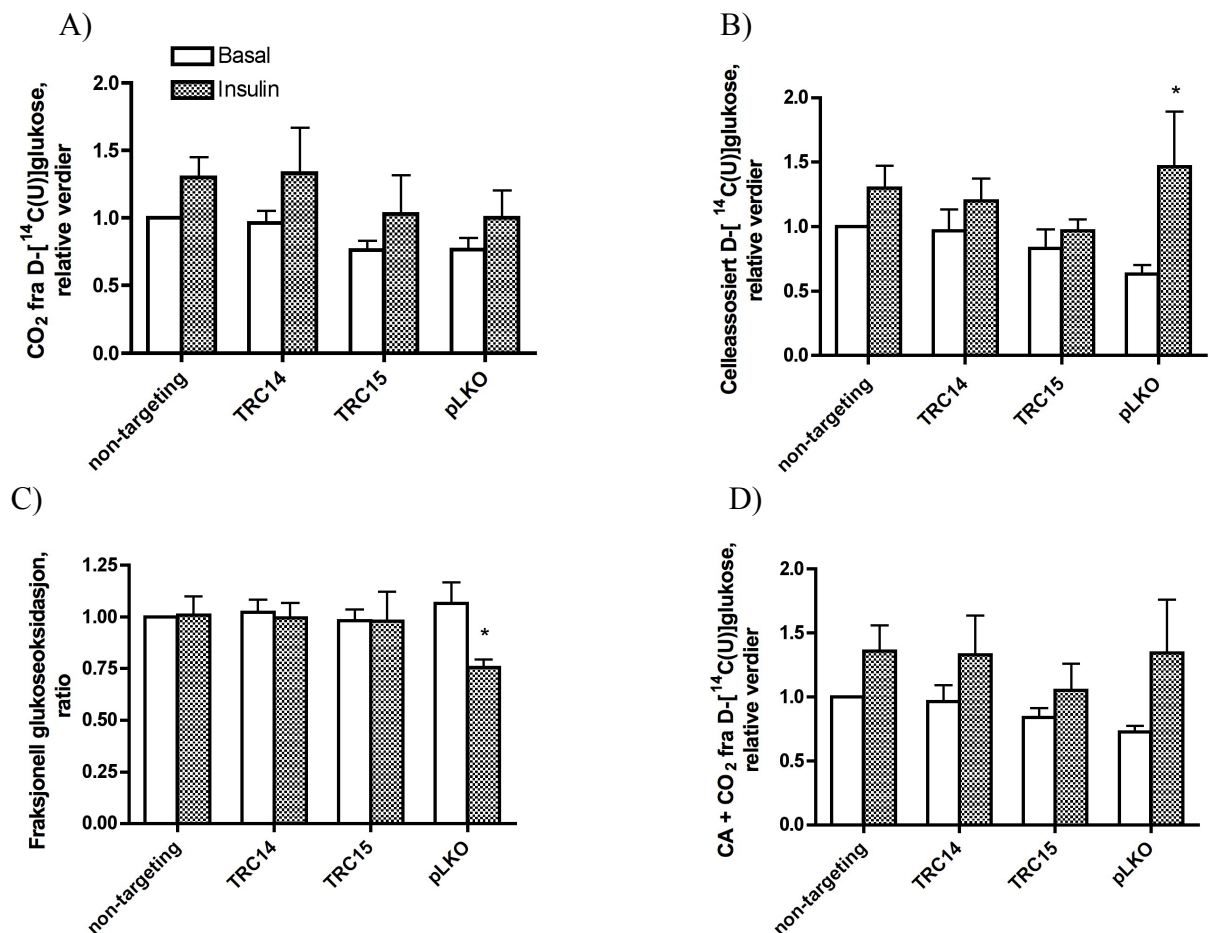 A)
Basal
Insulin
CO2 fra D-[14C(U)]glukose,
relative verdier
2.0
1.5
1.0
0.5
0.0
non-targeting
TRC14
TRC15
pLKO
B)
Celleassosiert D-[ 14C(U)]glukose,
relative verdier
2.0
1.5
1.0
0.5
0.0
*
non-targeting
TRC14
TRC15
pLKO
C)
Fraksjonell glukoseoksidasjon,
ratio
1.25
1.00
0.75
0.50
0.25
0.00
*
non-targeting
TRC14
TRC15
pLKO
D)
CA + CO2 fra D-[14C(U)]glukose,
relative verdier
2.0
1.5
1.0
0.5
0.0
non-targeting
TRC14
TRC15
pLKO